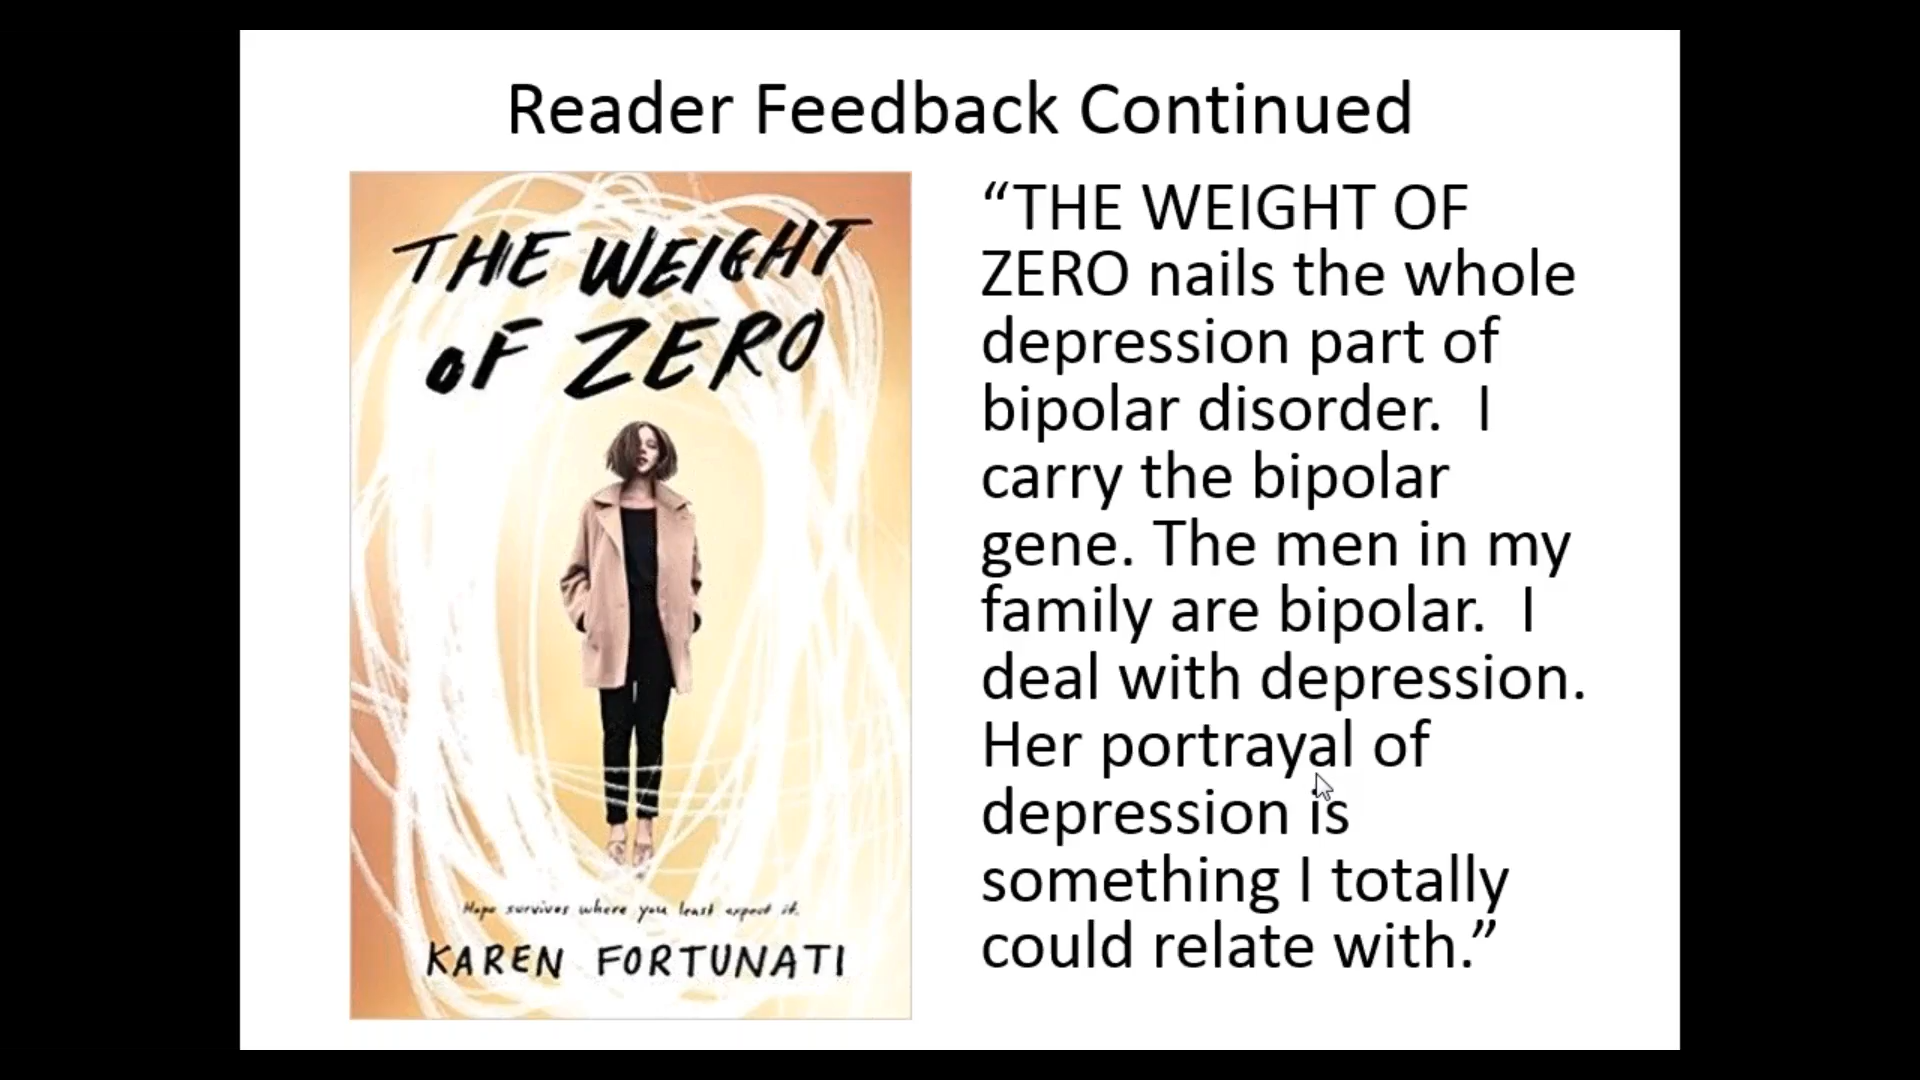 Reader Feedback Continued
THE WEIGHT
OF ZERO
Hope survives where you least expect it.
KAREN FORTUNATI
“THE WEIGHT OF
ZERO nails the whole
depression part of
bipolar disorder.  I
carry the bipolar
gene. The men in my
family are bipolar.  I
deal with depression.
Her portrayal of
depression is
something I totally
could relate with.”